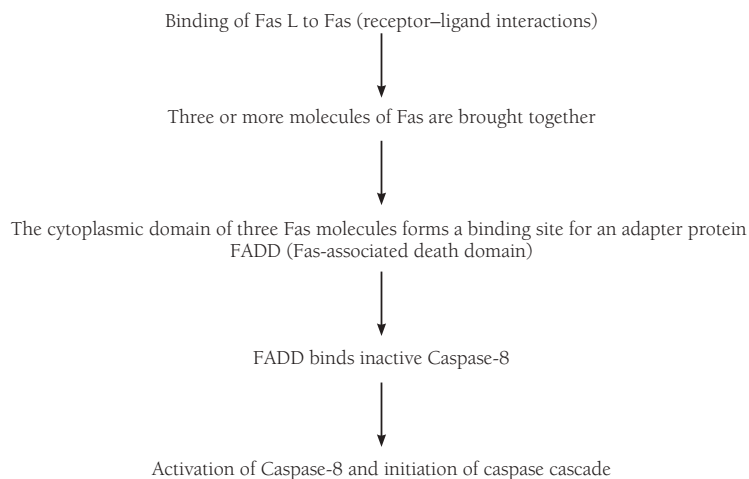 Binding of Fas L to Fas (receptor–ligand interactions)
Three or more molecules of Fas are brought together
The cytoplasmic domain of three Fas molecules forms a binding site for an adapter protein
FADD (Fas-associated death domain)
FADD binds inactive Caspase-8
Activation of Caspase-8 and initiation of caspase cascade